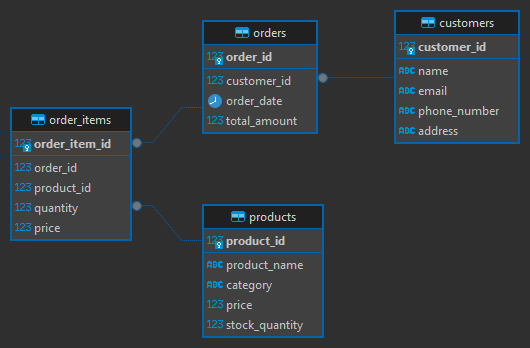 orders
123 order_id
123 customer_id
order_date
123 total_amount
customers
123 customer_id
ABC name
ABC email
ABC phone_number
ABC address
order_items
123 order_item_id
123 order_id
123 product_id
123 quantity
123 price
products
123 product_id
ABC product_name
ABC category
123 price
123 stock_quantity